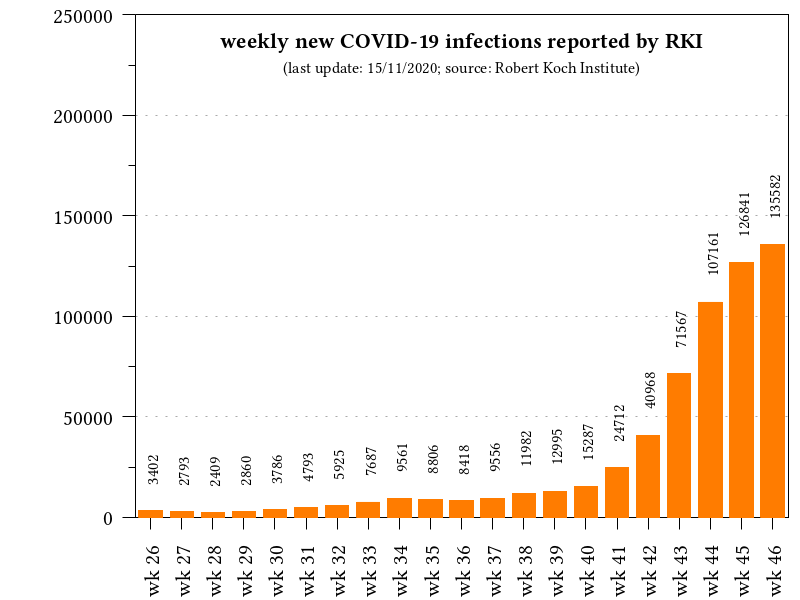 weekly new COVID-19 infections reported by RKI
(last update: 15/11/2020; source: Robert Koch Institute)
250000
200000
150000
100000
50000
0
3402
2793
2409
2860
3786
4793
5925
7687
9561
8806
8418
9556
11982
12995
15287
24712
40968
71567
107161
126841
135582
wk 26
wk 27
wk 28
wk 29
wk 30
wk 31
wk 32
wk 33
wk 34
wk 35
wk 36
wk 37
wk 38
wk 39
wk 40
wk 41
wk 42
wk 43
wk 44
wk 45
wk 46